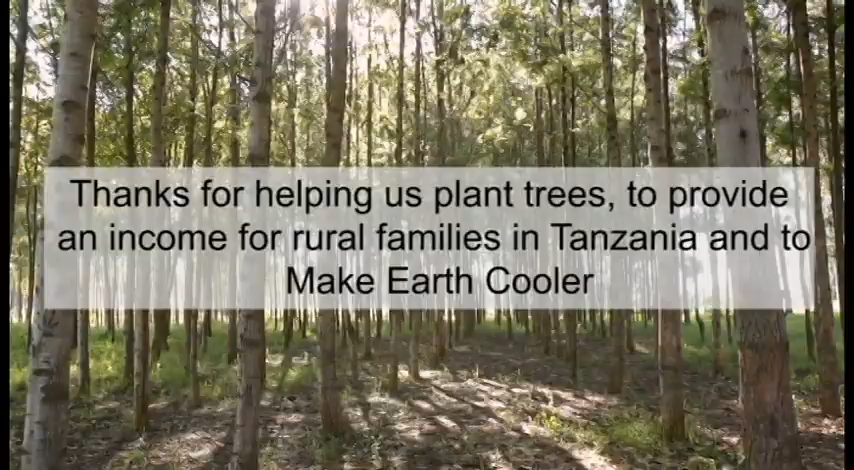 Thanks for helping us plant trees, to provide
an income for rural families in Tanzania and to
Make Earth Cooler